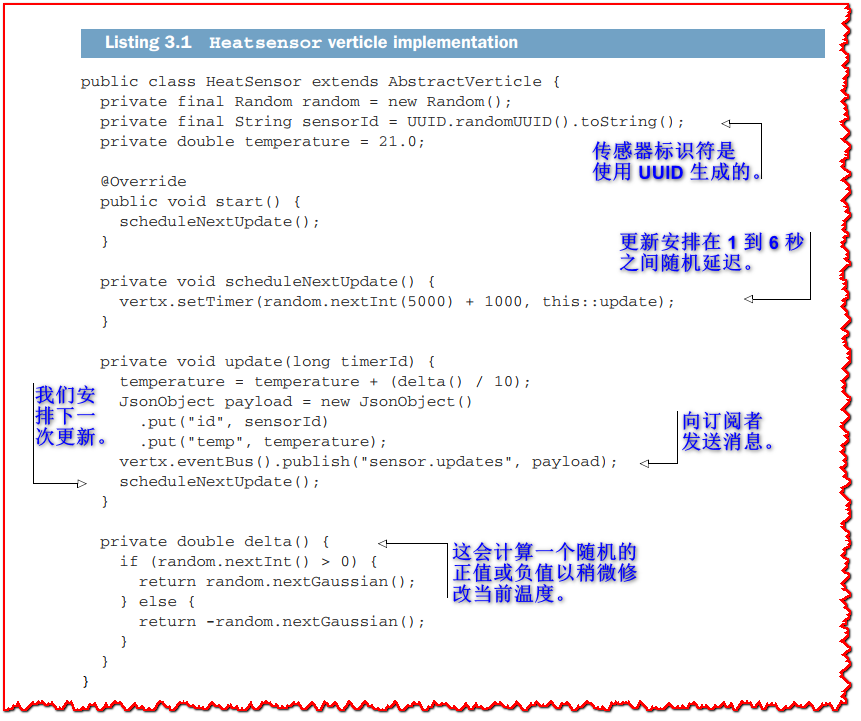 Listing 3.1 Heatsensor verticle implementation
public class HeatSensor extends AbstractVerticle {
private final Random random = new Random();
private final String sensorId = UUID.randomUUID().toString();
private double temperature = 21.0;
传感器标识符是
使用 UUID 生成的。
@Override
public void start() {
scheduleNextUpdate();
}
更新安排在 1 到 6 秒
之间随机延迟。
private void scheduleNextUpdate() {
vertx.setTimer(random.nextInt(5000) + 1000, this::update);
}
private void update(long timerId) {
temperature = temperature + (delta() / 10);
JsonObject payload = new JsonObject()
.put("id", sensorId)
.put("temp", temperature);
vertx.eventBus().publish("sensor.updates", payload);
scheduleNextUpdate();
}
我们安
排下一
次更新。
向订阅者
发送消息。
private double delta() {
if (random.nextInt() > 0) {
return random.nextGaussian();
} else {
return -random.nextGaussian();
}
}
}
这会计算一个随机的
正值或负值以稍微修
改当前温度。